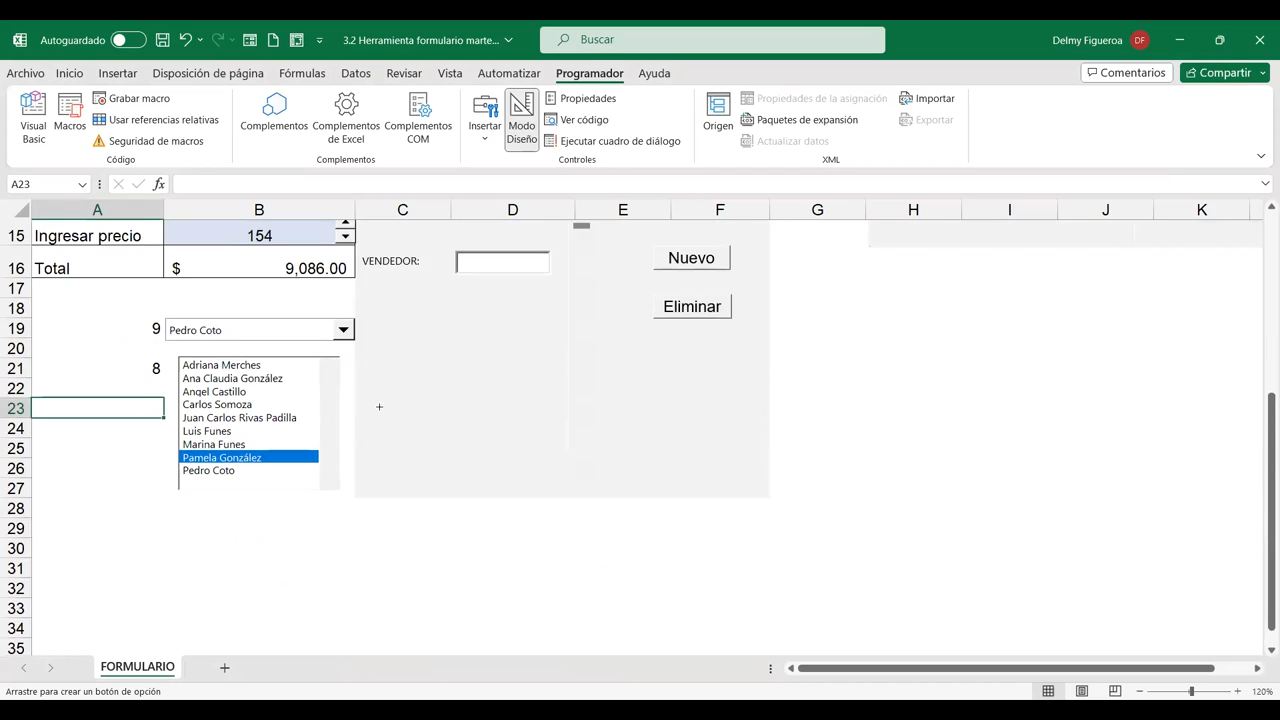 Autoguardado
3.2 Herramienta formulario marte...
Buscar
Delmy Figueroa DF
Archivo Inicio Insertar Disposición de página Fórmulas Datos Revisar Vista Automatizar Programador Ayuda
Comentarios Compartir
Visual Basic
Macros
Grabar macro
Usar referencias relativas
Seguridad de macros
Código
Complementos
Complementos de Excel
Complementos COM
Complementos
Insertar
Modo Diseño
Propiedades
Ver código
Ejecutar cuadro de diálogo
Controles
Origen
Propiedades de la asignación
Paquetes de expansión
Actualizar datos
Importar
Exportar
XML
A23 fx
A B C D E F G H I J K
15 Ingresar precio 154
16 Total $ 9,086.00
VENDEDOR:
Nuevo
Eliminar
17
18
19 9 Pedro Coto
20
21 8
22
23
24
25
26
27
28
29
30
31
32
33
34
35
Adriana Merches
Ana Claudia González
Angel Castillo
Carlos Somoza
Juan Carlos Rivas Padilla
Luis Funes
Marina Funes
Pamela González
Pedro Coto
FORMULARIO
Arrastre para crear un botón de opción
120%